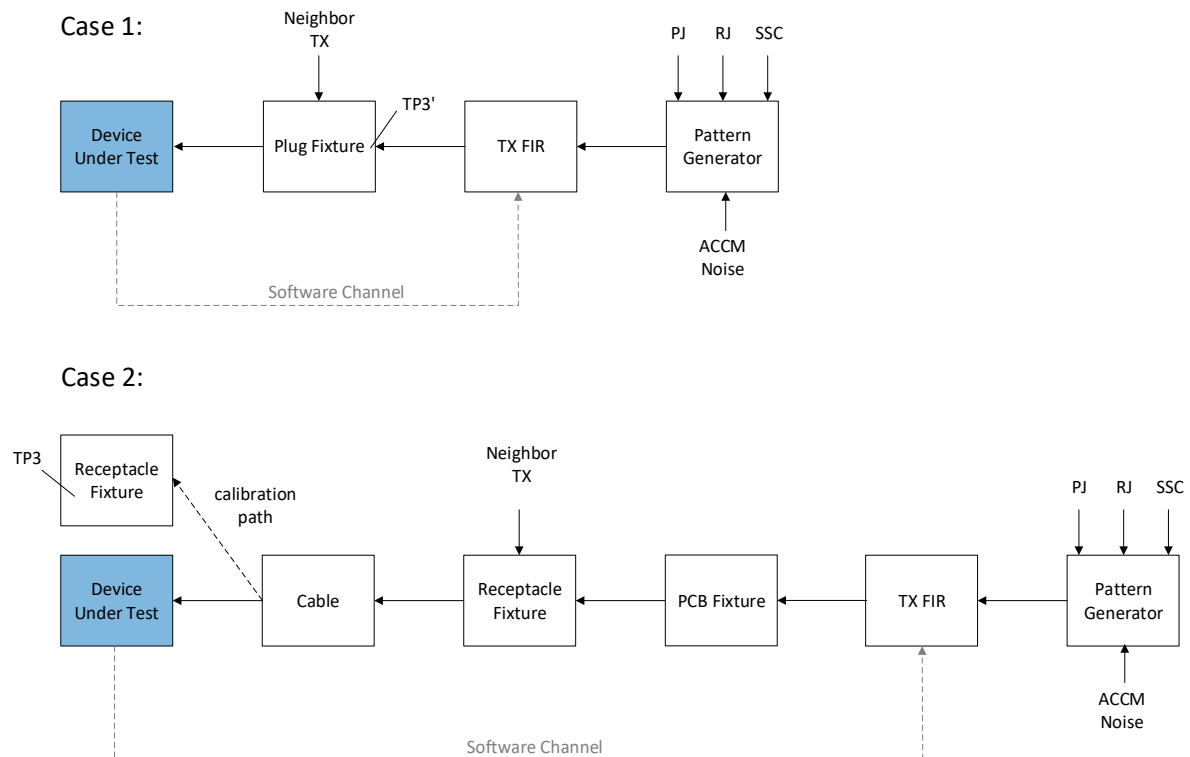 Case 1:
Neighbor
TX
PJ
RJ
SSC
TP3'
Device
Under Test
Plug Fixture
TX FIR
Pattern
Generator
ACCM
Noise
Software Channel
Case 2:
TP3
Receptacle
Fixture
calibration
path
Neighbor
TX
PJ
RJ
SSC
Device
Under Test
Cable
Receptacle
Fixture
PCB Fixture
TX FIR
Pattern
Generator
ACCM
Noise
Software Channel